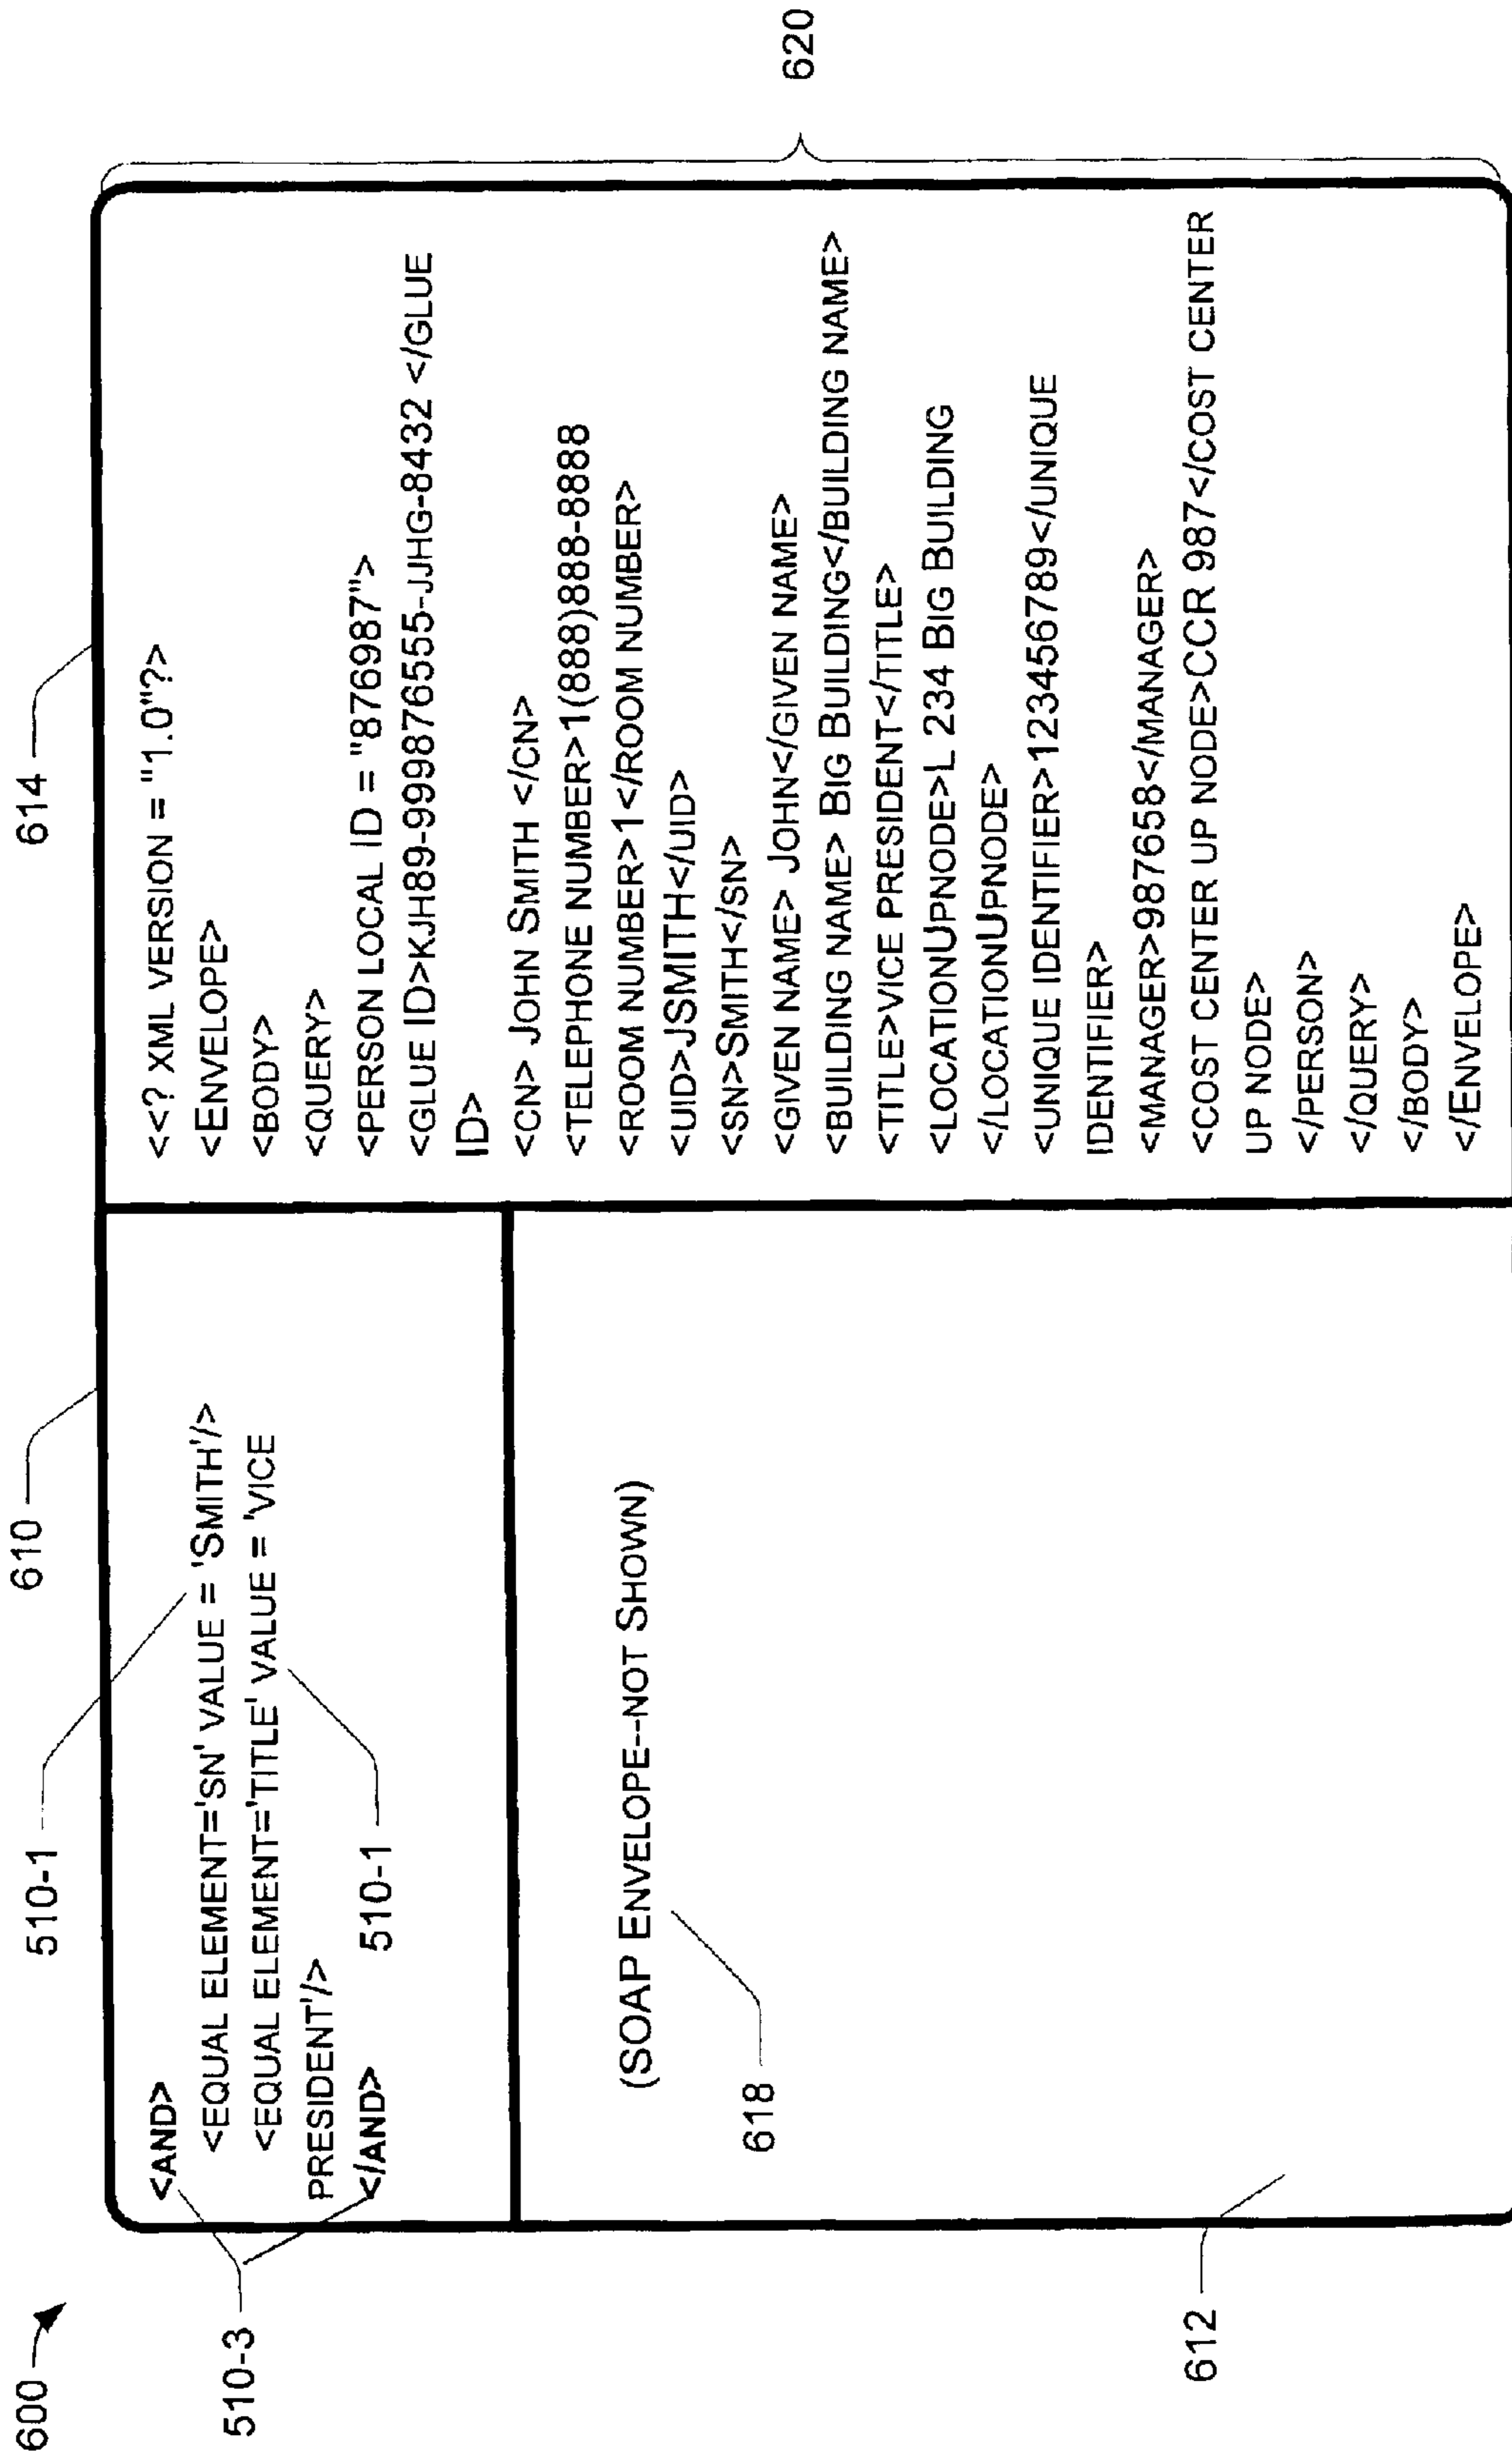 600
510-3
510-1
610
614
<AND>
<EQUAL ELEMENT='SN' VALUE = 'SMITH'/>
<EQUAL ELEMENT='TITLE' VALUE = 'VICE
PRESIDENT'/>
</AND>
510-1
(SOAP ENVELOPE--NOT SHOWN)
618
612
<<? XML VERSION = "1.0"?>
<ENVELOPE>
<BODY>
<QUERY>
<PERSON LOCAL ID = "876987">
<GLUE ID>KJH89-999876555-JJHG-8432 </GLUE
ID>
<CN> JOHN SMITH </CN>
<TELEPHONE NUMBER>1(888)888-8888
<ROOM NUMBER>1</ROOM NUMBER>
<UID>JSMITH</UID>
<SN>SMITH</SN>
<GIVEN NAME> JOHN</GIVEN NAME>
<BUILDING NAME> BIG BUILDING</BUILDING NAME>
<TITLE>VICE PRESIDENT</TITLE>
<LOCATIONUPNODE>L 234 BIG BUILDING
</LOCATIONUPNODE>
<UNIQUE IDENTIFIER>123456789</UNIQUE
IDENTIFIER>
<MANAGER>987658</MANAGER>
<COST CENTER UP NODE>CCR 987</COST CENTER
UP NODE>
</PERSON>
</QUERY>
</BODY>
</ENVELOPE>
620